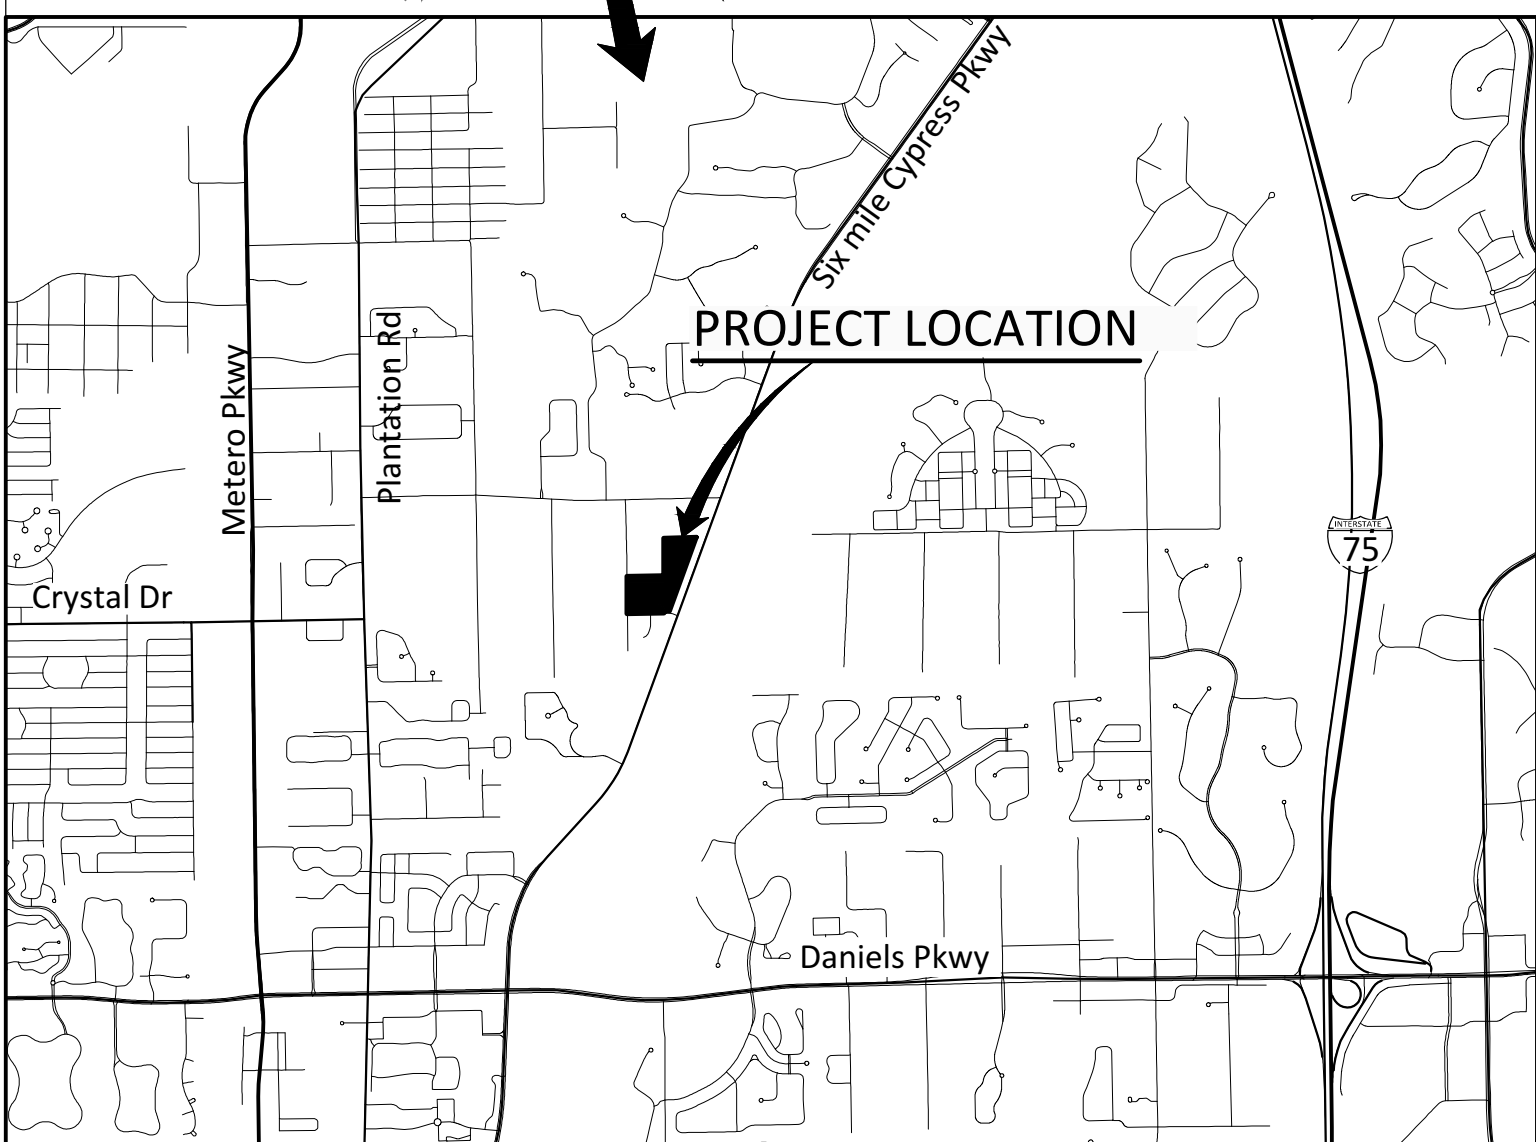 Six mile Cypress Pkwy
PROJECT LOCATION
Metero Pkwy
Plantation Rd
INTERSTATE
75
Crystal Dr
Daniels Pkwy